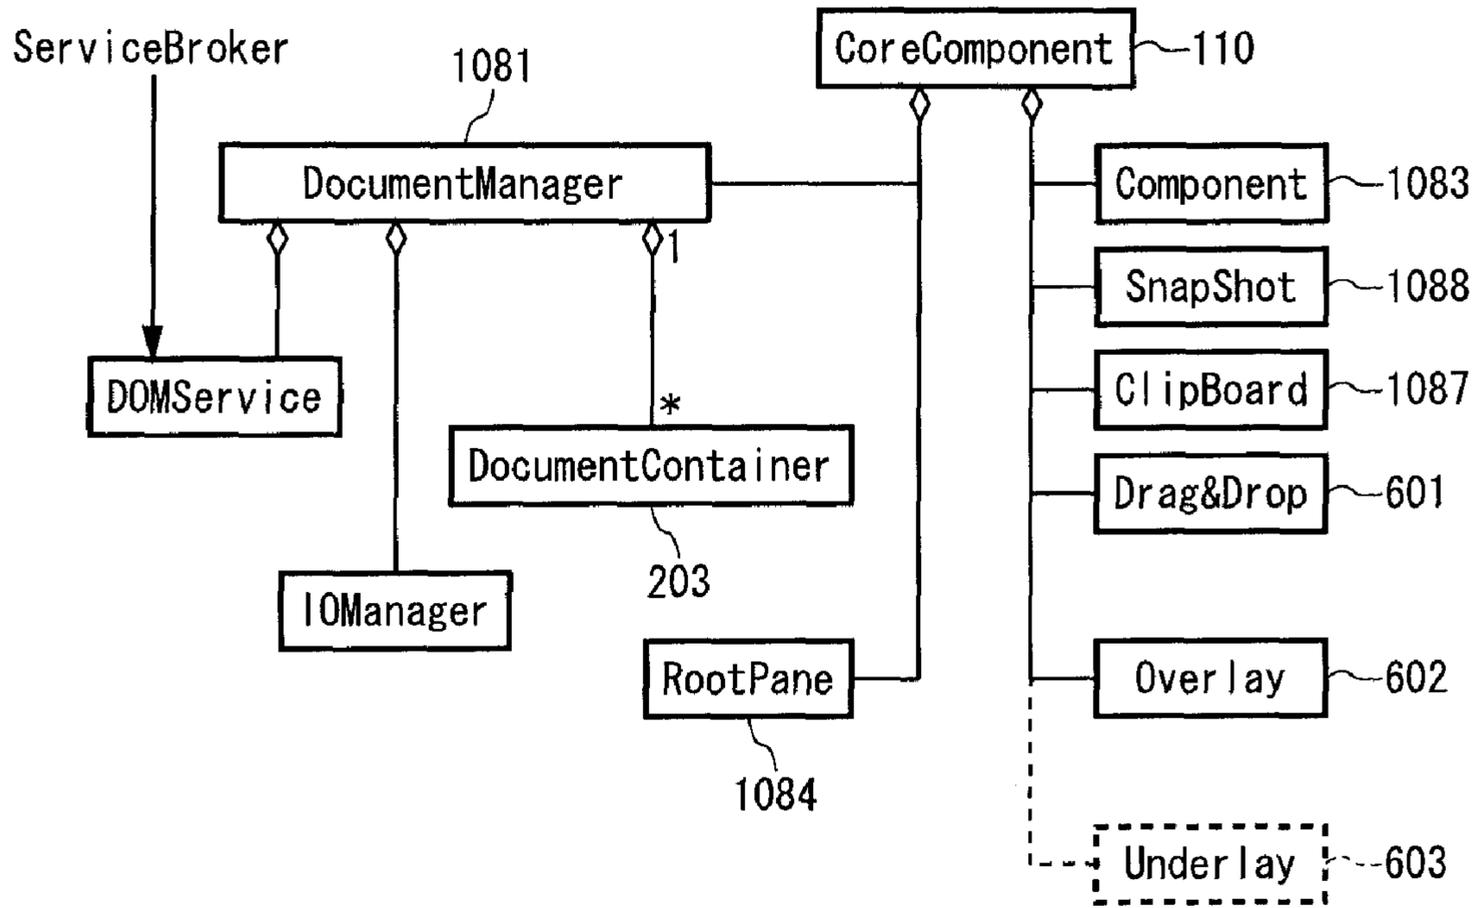 ServiceBroker
CoreComponent
110
1081
DocumentManager
Component
1083
1
SnapShot
1088
DOMService
ClipBoard
1087
*
DocumentContainer
Drag&Drop
601
203
IOManager
RootPane
Overlay
602
1084
Underlay
603